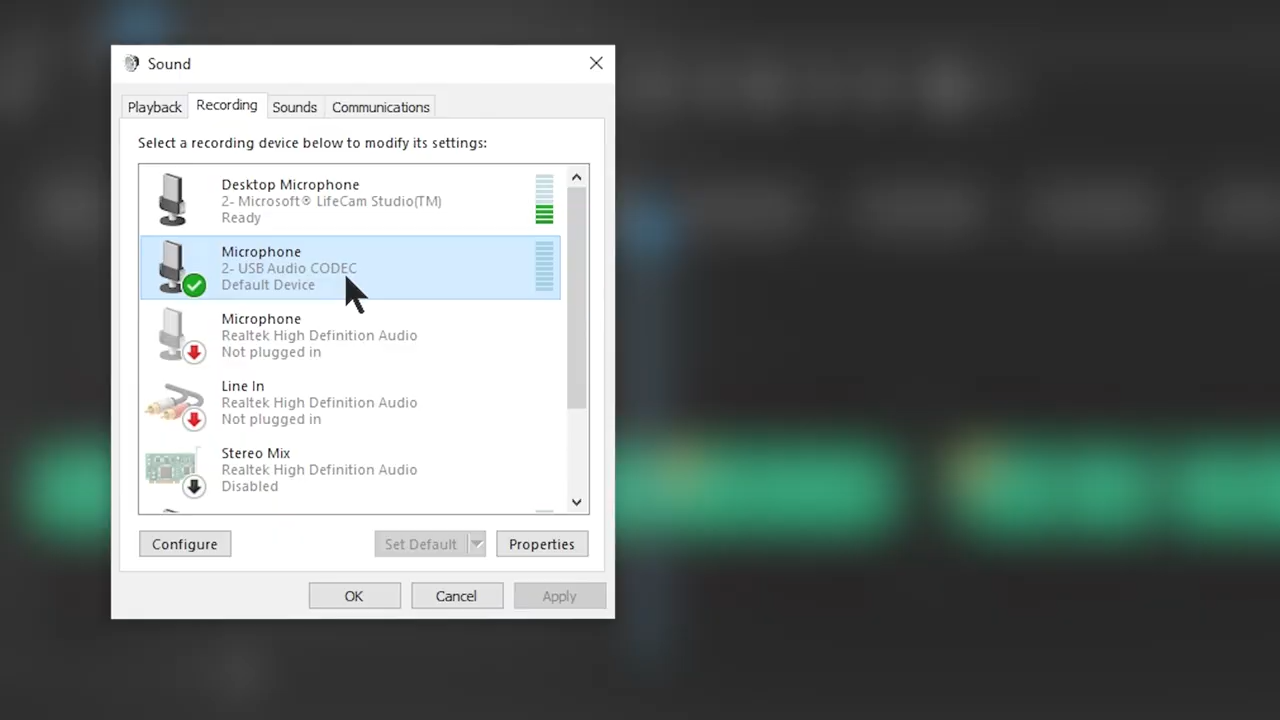 Sound
Playback
Recording
Sounds
Communications
Select a recording device below to modify its settings:
Desktop Microphone
2- Microsoft® LifeCam Studio(TM)
Ready
Microphone
2- USB Audio CODEC
Default Device
Microphone
Realtek High Definition Audio
Not plugged in
Line In
Realtek High Definition Audio
Not plugged in
Stereo Mix
Realtek High Definition Audio
Disabled
Configure
Set Default
Properties
OK
Cancel
Apply